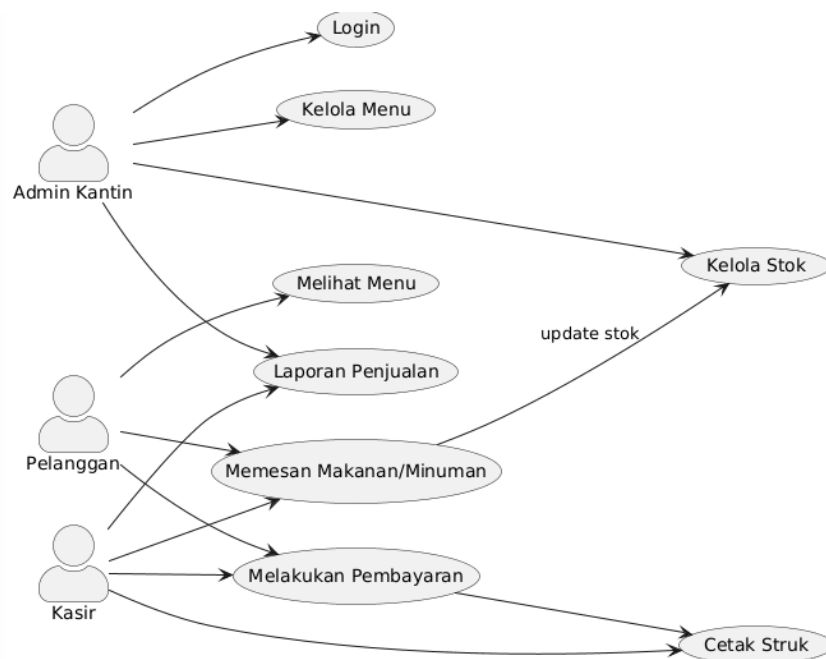 Login
Kelola Menu
Admin Kantin
Kelola Stok
Melihat Menu
update stok
Laporan Penjualan
Pelanggan
Memesan Makanan/Minuman
Melakukan Pembayaran
Kasir
Cetak Struk